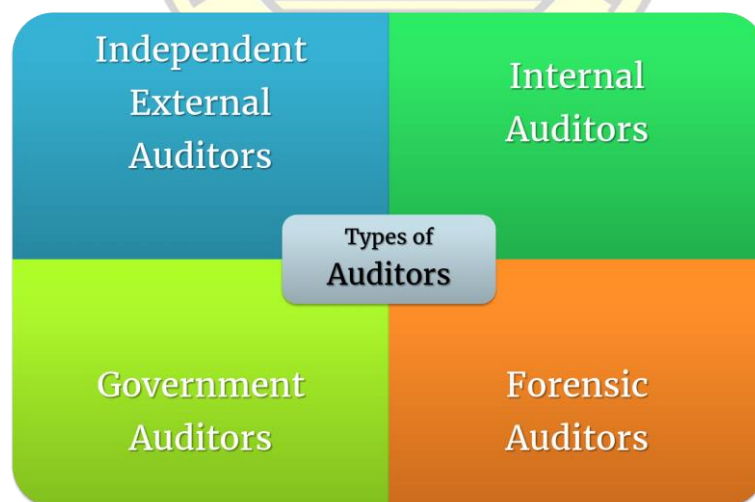 Independent
External
Auditors
Internal
Auditors
Types of
Auditors
Government
Auditors
Forensic
Auditors